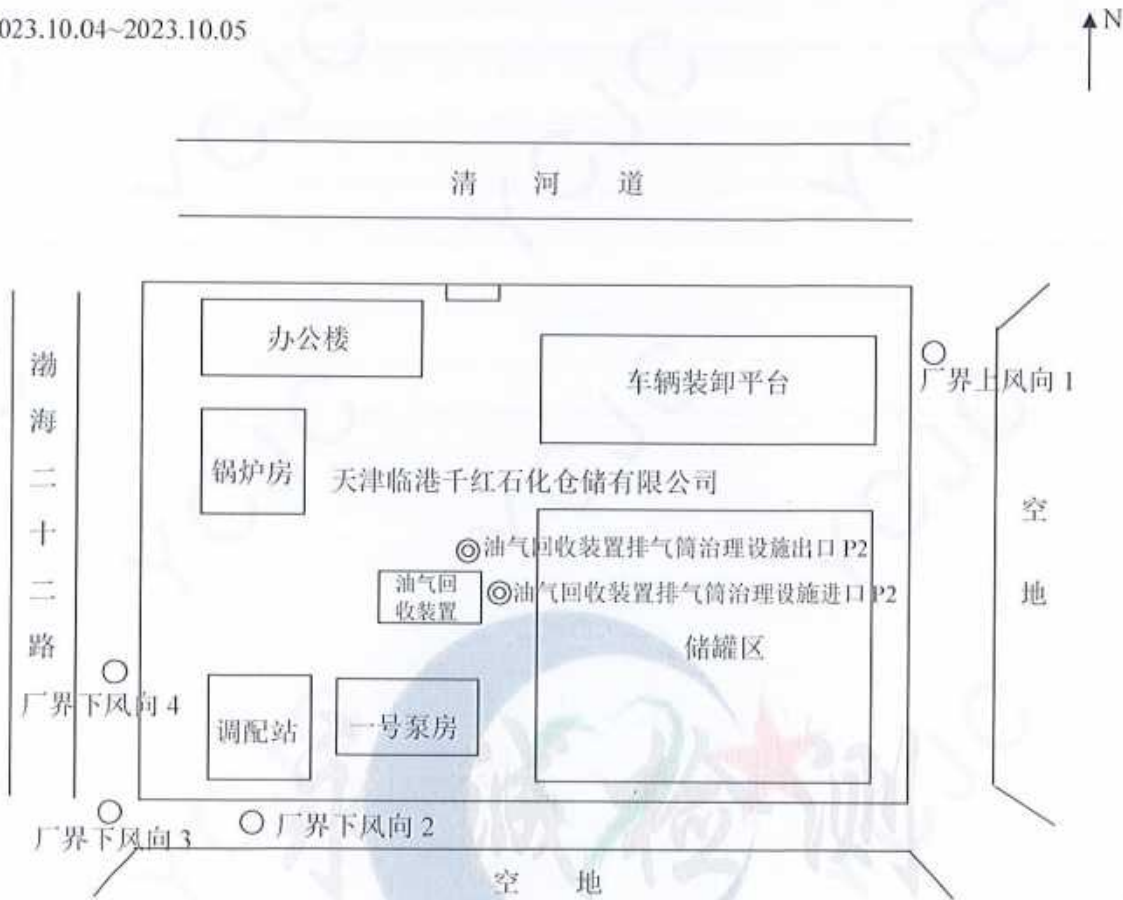 023.10.04~2023.10.05
N
清 河 道
办公楼
车辆装卸平台
厂界上风向 1
渤海二十二路
锅炉房
天津临港千红石化仓储有限公司
空地
油气回收装置排气筒治理设施出口 P2
油气回
收装置
油气回收装置排气筒治理设施进口 P2
储罐区
厂界下风向 4
调配站
一号泵房
厂界下风向 3
厂界下风向 2
空 地
YCJC
检测